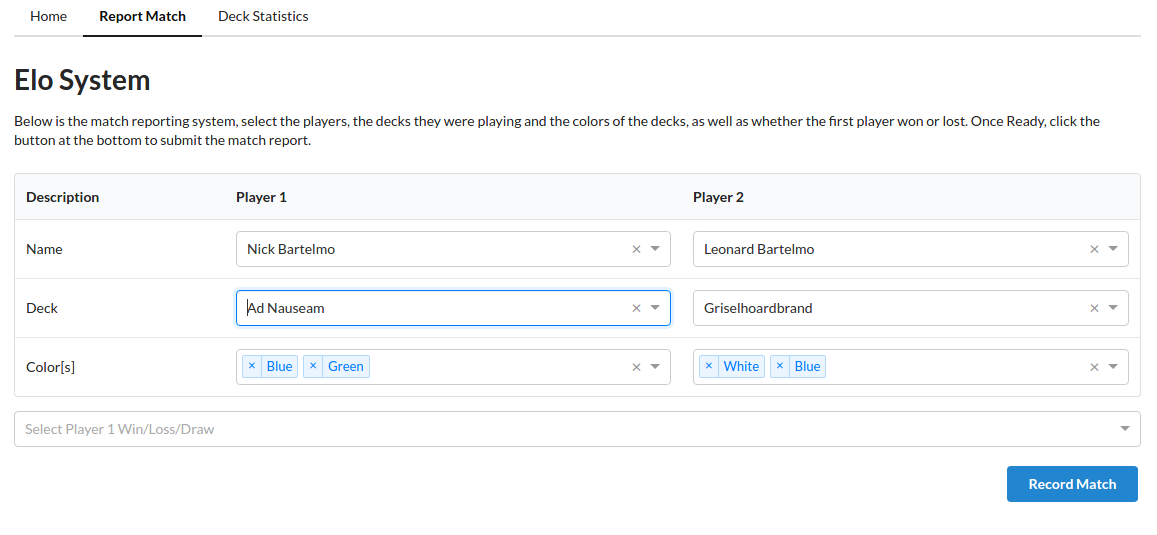 Home Report Match Deck Statistics
Elo System
Below is the match reporting system, select the players, the decks they were playing and the colors of the decks, as well as whether the first player won or lost. Once Ready, click the
button at the bottom to submit the match report.
Description Player 1 Player 2
Name Nick Bartelmo × Leonard Bartelmo ×
Deck Ad Nauseam × Griselhoardbrand ×
Color[s] × Blue × Green × × White × Blue ×
Select Player 1 Win/Loss/Draw
Record Match